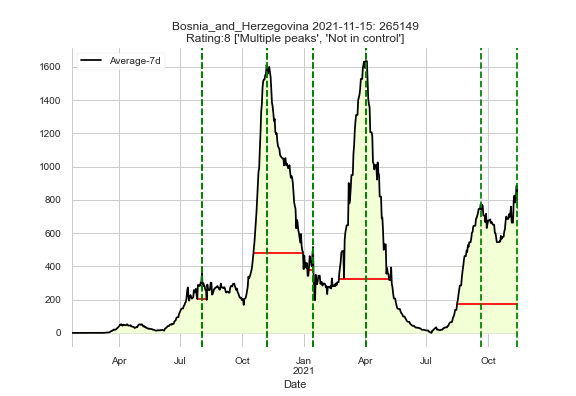 Bosnia_and_Herzegovina 2021-11-15: 265149
Rating:8 ['Multiple peaks', 'Not in control']
Average-7d
1600
1400
1200
1000
800
600
400
200
0
Apr Jul Oct Jan Apr Jul Oct
2021
Date